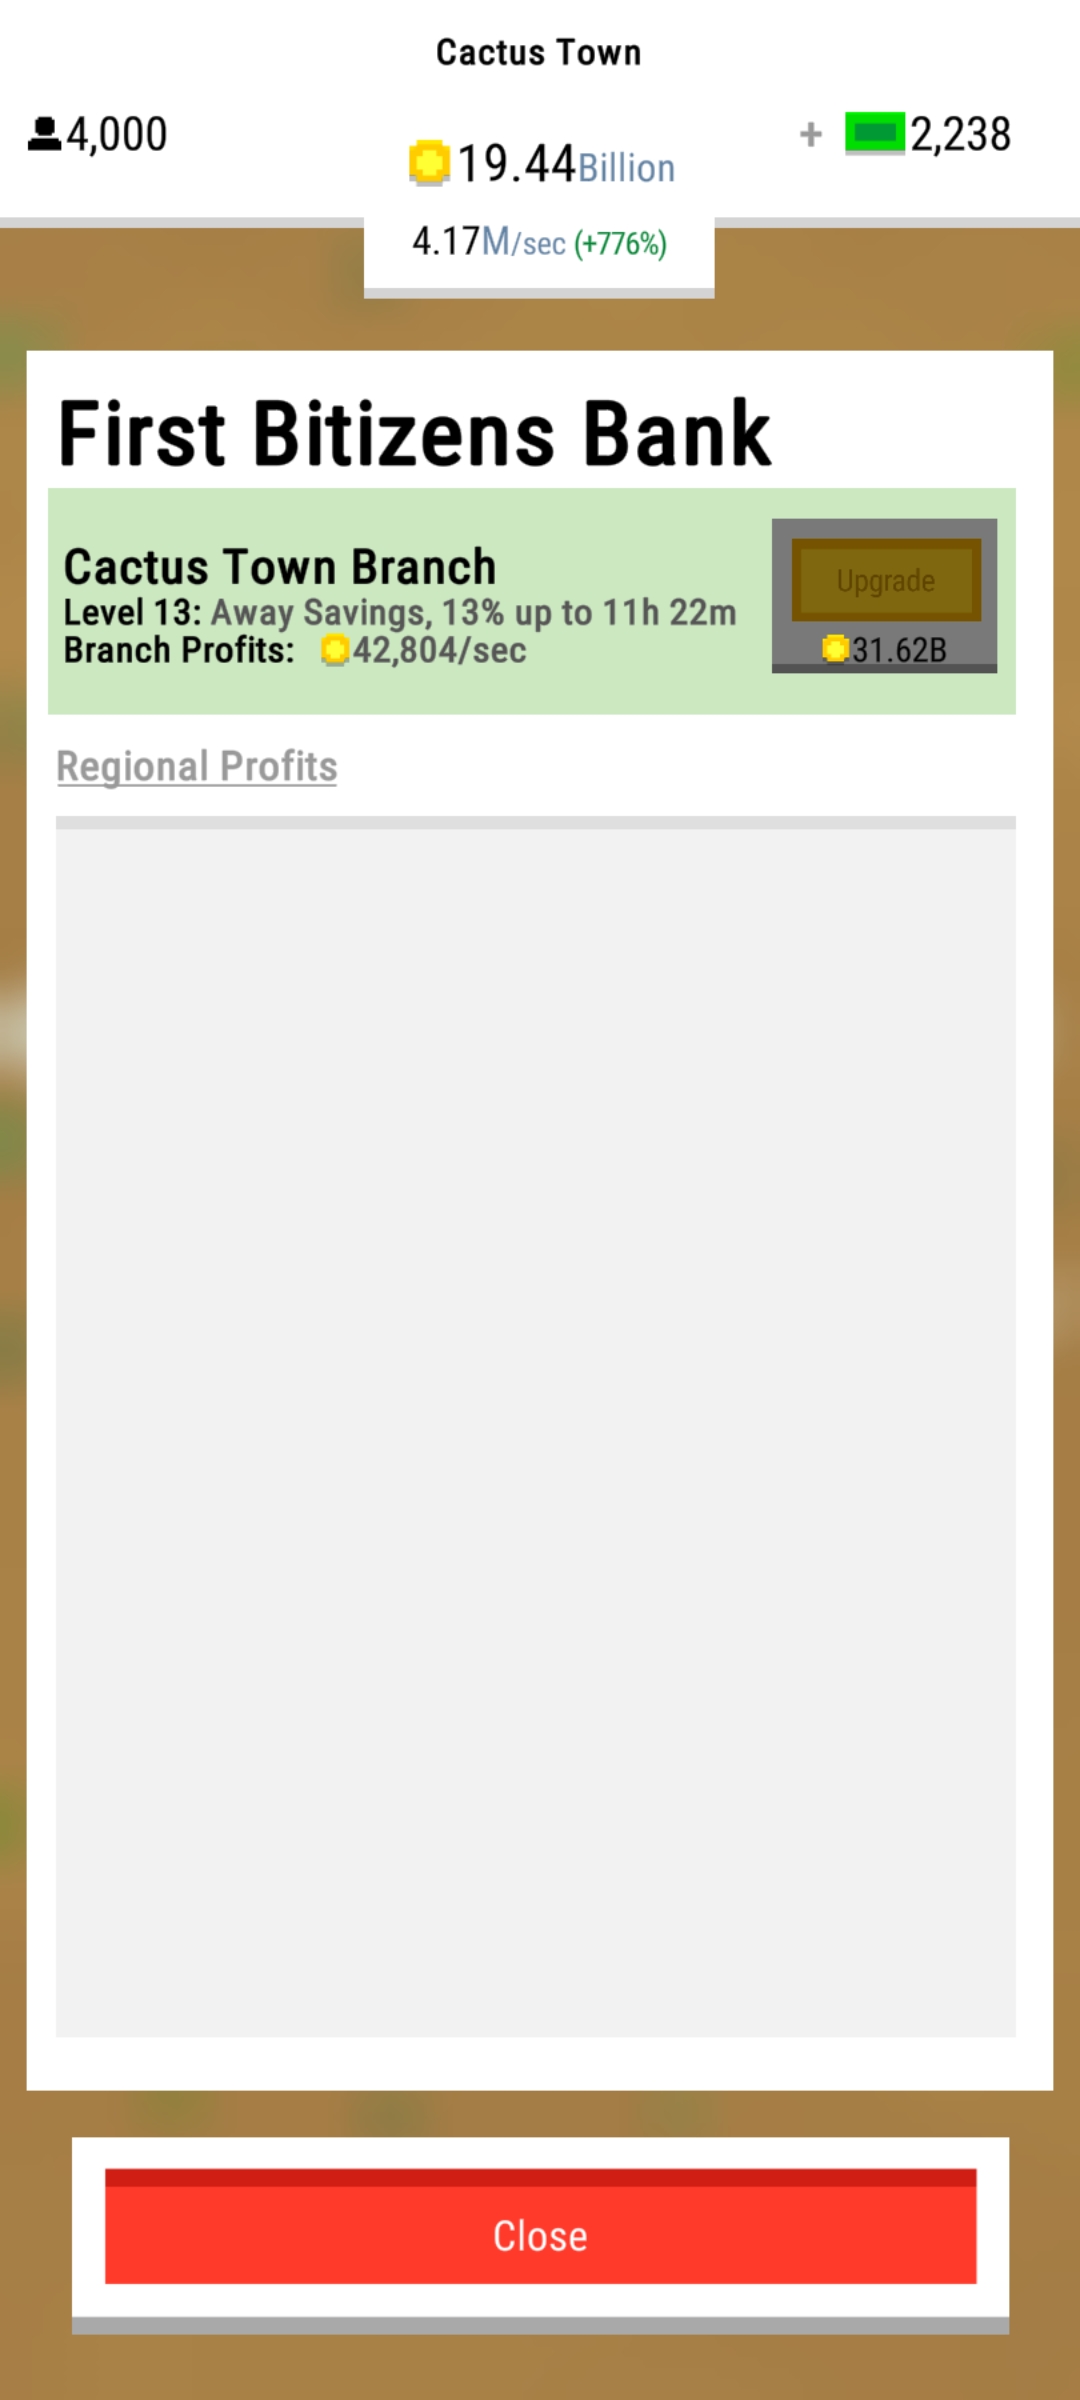 Cactus Town
4,000
19.44Billion
+ 2,238
4.17M/sec (+776%)
First Bitizens Bank
Cactus Town Branch
Level 13: Away Savings, 13% up to 11h 22m
Branch Profits: 42,804/sec
Upgrade
31.62B
Regional Profits
Close